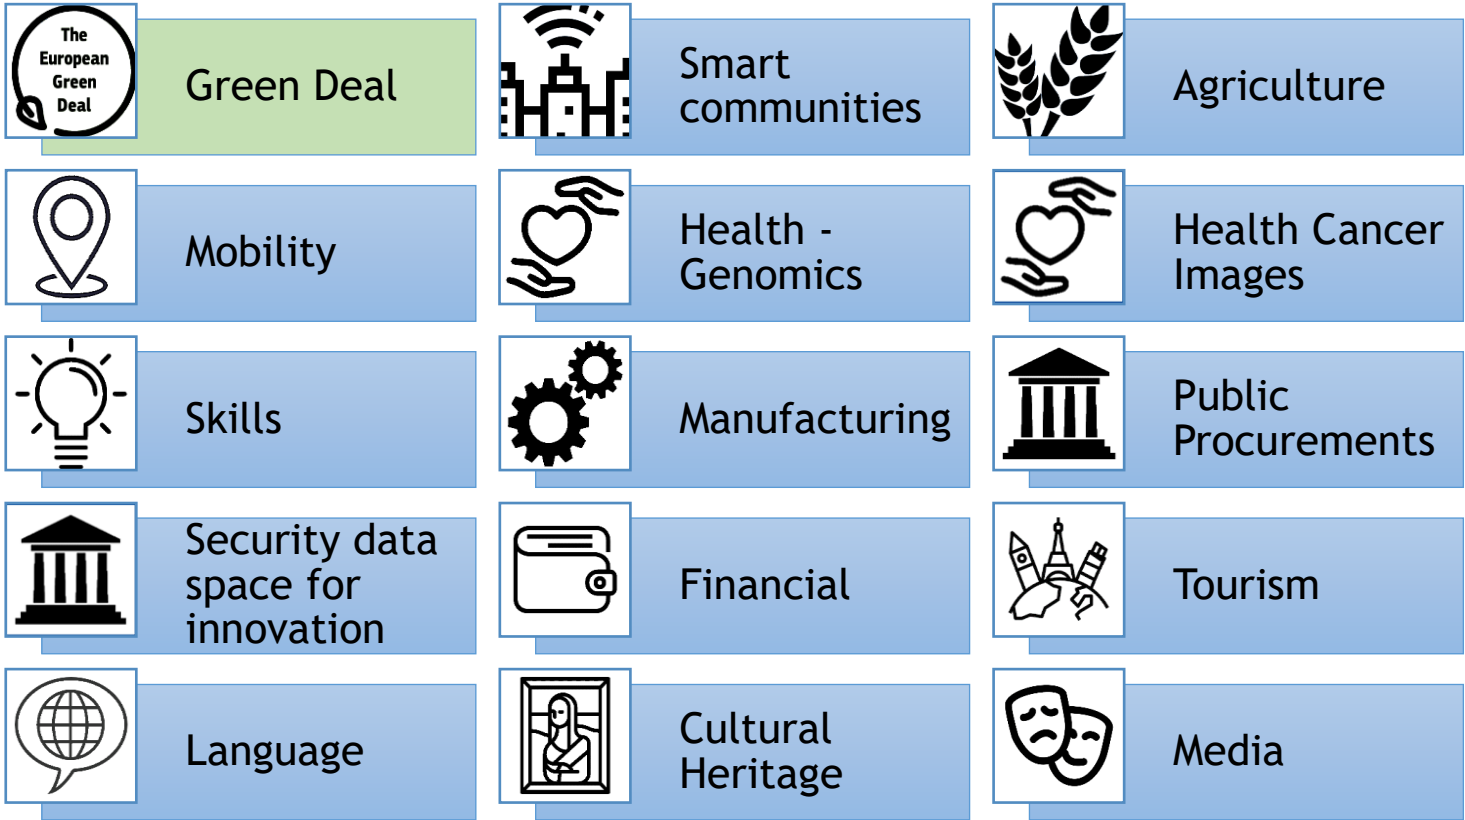 The
European
Green
Deal
Green Deal
Smart
communities
Agriculture
Mobility
Health -
Genomics
Health Cancer
Images
Skills
Manufacturing
Public
Procurements
Security data
space for
innovation
Financial
Tourism
Language
Cultural
Heritage
Media